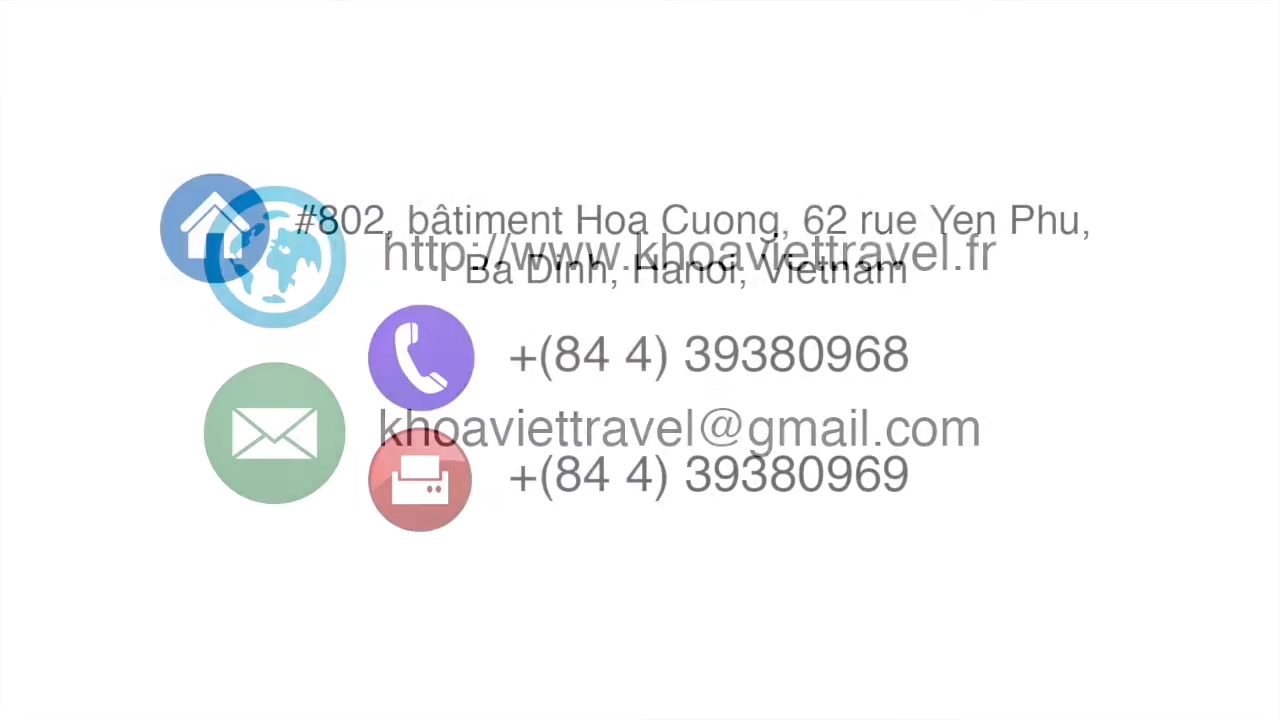 #802, bâtiment Hoa Cuong, 62 rue Yen Phu,
http://www.khoaviettravel.fr
Ba Dinh, Hanoi, Vietnam
+(84 4) 39380968
khoaviettravel@gmail.com
+(84 4) 39380969